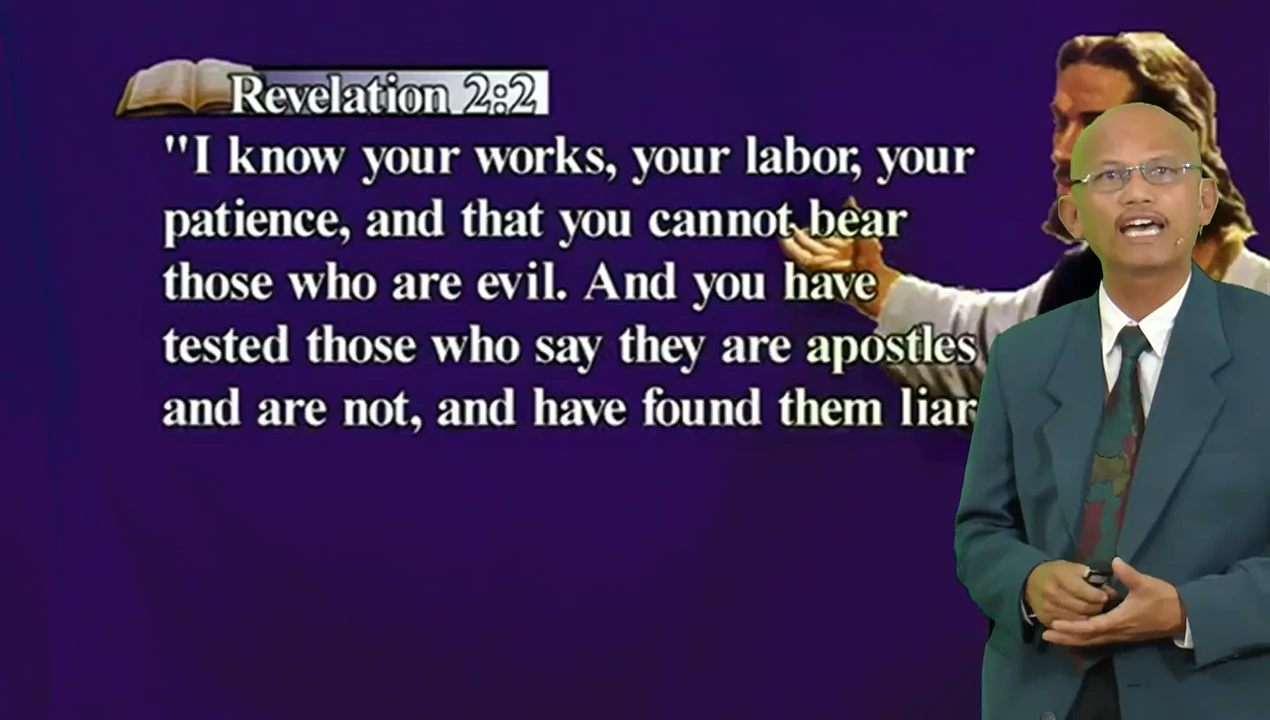 Revelation 2:2
"I know your works, your labor, your
patience, and that you cannot bear
those who are evil. And you have
tested those who say they are apostles
and are not, and have found them liar